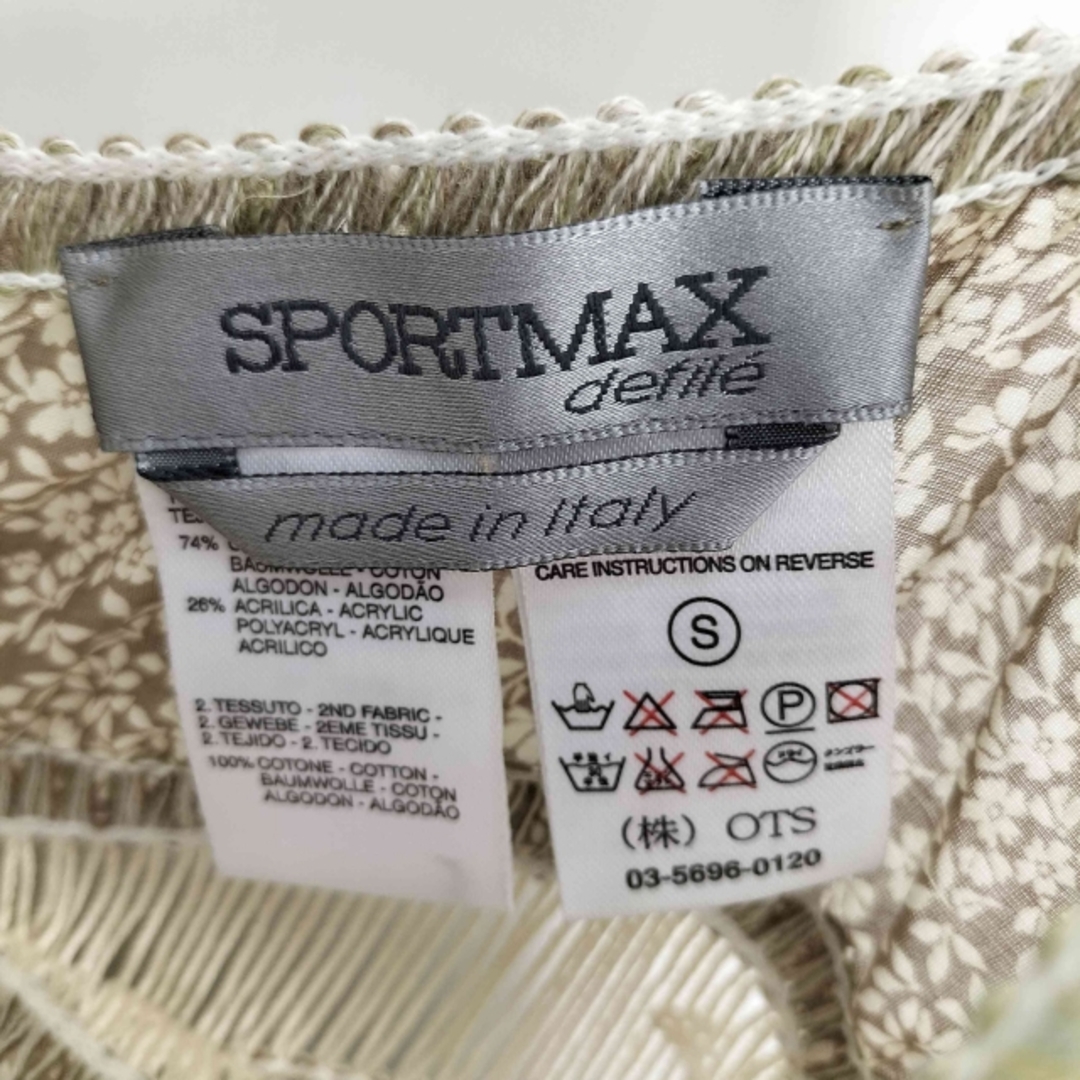 SPORTMAX
defilé
made in Italy
74%
BAUMWOLLE - COTON
ALGODON - ALGODÃO
26% ACRILICA - ACRYLIC
POLYACRYL - ACRYLIQUE
ACRILICO
2. TESSUTO - 2ND FABRIC -
2. GEWEBE - 2EME TISSU -
2. TEJIDO - 2. TECIDO
100% COTONE - COTTON -
BAUMWOLLE - COTON
ALGODON - ALGODÃO
CARE INSTRUCTIONS ON REVERSE
S
P
(株) OTS
03-5696-0120